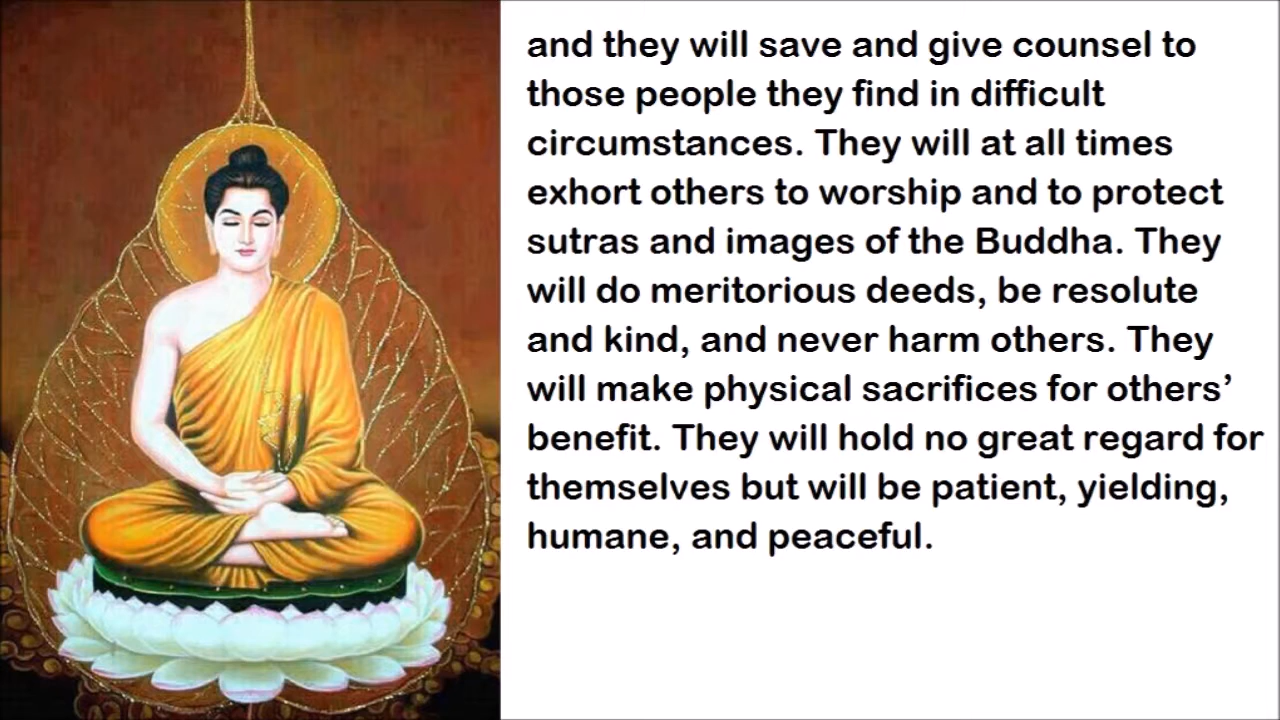 and they will save and give counsel to
those people they find in difficult
circumstances. They will at all times
exhort others to worship and to protect
sutras and images of the Buddha. They
will do meritorious deeds, be resolute
and kind, and never harm others. They
will make physical sacrifices for others’
benefit. They will hold no great regard for
themselves but will be patient, yielding,
humane, and peaceful.